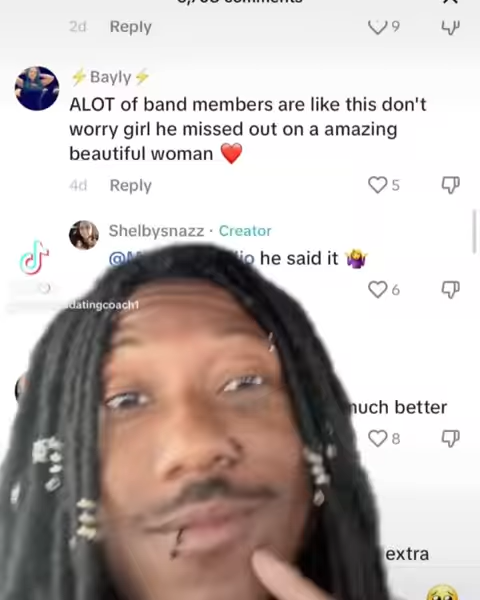 comments
2d Reply 9
⚡Bayly⚡
ALOT of band members are like this don't
worry girl he missed out on a amazing
beautiful woman ❤️
4d Reply 5
Shelbysnazz · Creator
he said it 🤷‍♀️
6
datingcoach1
much better
8
extra